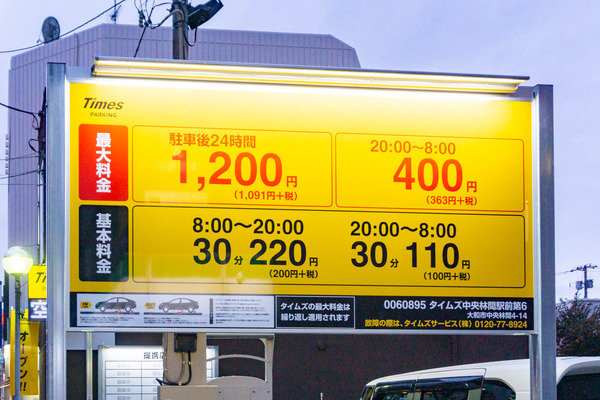 Times
PARKING
最大料金
駐車後24時間
1,200円
(1,091円+税)
20:00〜8:00
400円
(363円+税)
基本料金
8:00〜20:00
30分 220円
(200円+税)
20:00〜8:00
30分 110円
(100円+税)
タイムズの最大料金は
繰り返し適用されます
0060895 タイムズ中央林間駅前第6
大和市中央林間4-14
故障の際は、タイムズサービス(株) 0120-77-8924
Times
オープン!!
提携店